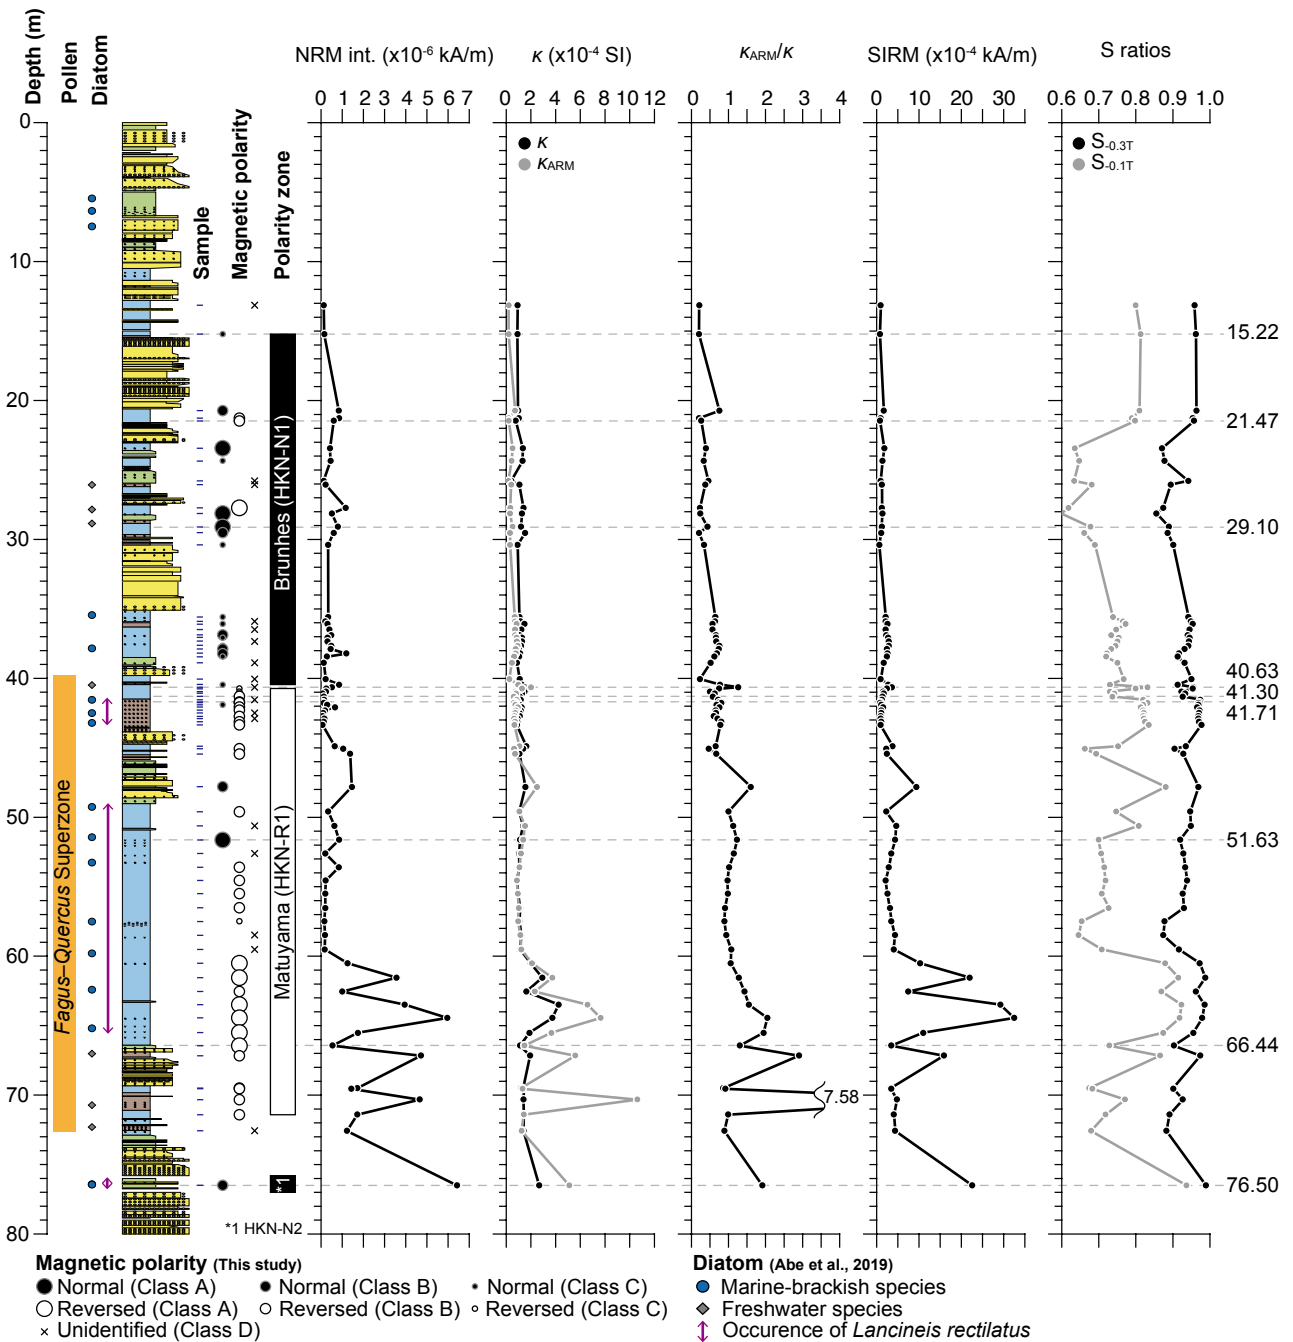 Depth (m)
Pollen
Diatom
Sample
Magnetic polarity
Polarity zone
NRM int. (x10-6 kA/m)
κ (x10-4 SI)
κARM/κ
SIRM (x10-4 kA/m)
S ratios
0 1 2 3 4 5 6 7
0 2 4 6 8 10 12
0 1 2 3 4
0 10 20 30
0.6 0.7 0.8 0.9 1.0
κ
κARM
S-0.3T
S-0.1T
0
10
20
30
40
50
60
70
80
15.22
21.47
29.10
40.63
41.30
41.71
51.63
66.44
76.50
7.58
Fagus–Quercus Superzone
Brunhes (HKN-N1)
Matuyama (HKN-R1)
*1
*1 HKN-N2
Magnetic polarity (This study)
Normal (Class A) Normal (Class B) Normal (Class C)
Reversed (Class A) Reversed (Class B) Reversed (Class C)
× Unidentified (Class D)
Diatom (Abe et al., 2019)
Marine-brackish species
Freshwater species
Occurence of Lancineis rectilatus